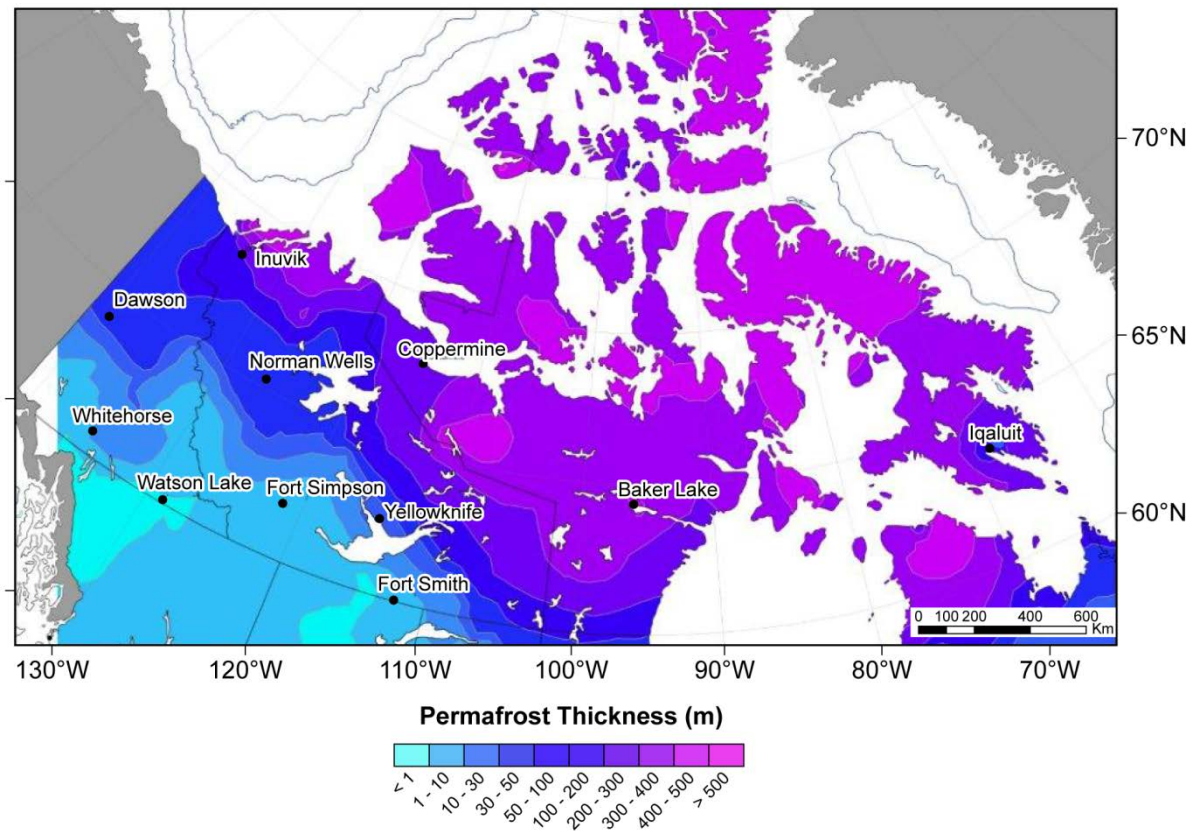 70°N
Inuvik
Dawson
65°N
Norman Wells
Coppermine
Whitehorse
Iqaluit
Watson Lake
Fort Simpson
Baker Lake
Yellowknife
60°N
Fort Smith
0 100 200 400 600
Km
130°W 120°W 110°W 100°W 90°W 80°W 70°W
Permafrost Thickness (m)
< 1
1 - 10
10 - 30
30 - 50
50 - 100
100 - 200
200 - 300
300 - 400
400 - 500
> 500